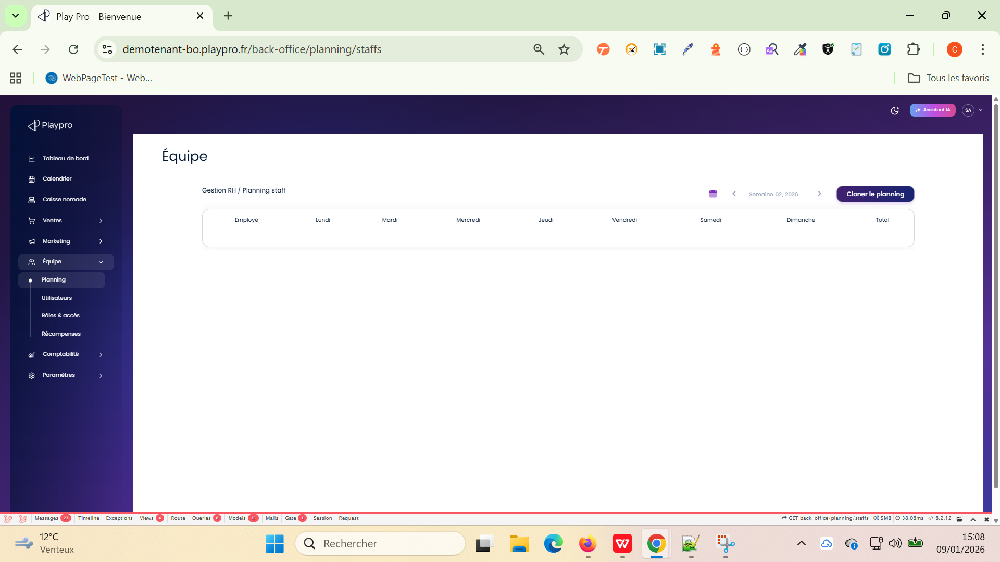 Play Pro - Bienvenue
demotenant-bo.playpro.fr/back-office/planning/staffs
C
WebPageTest - Web...
Tous les favoris
Playpro
Assistant IA
SA
Tableau de bord
Calendrier
Caisse nomade
Ventes
Marketing
Équipe
Planning
Utilisateurs
Rôles & accès
Récompenses
Comptabilité
Paramètres
Équipe
Gestion RH / Planning staff
Semaine 02, 2026
Cloner le planning
Employé Lundi Mardi Mercredi Jeudi Vendredi Samedi Dimanche Total
Messages 23 Timeline Exceptions Views 4 Route Queries 8 Models 25 Mails Gate 1 Session Request
GET back-office/planning/staffs 5MB 38.08ms 8.2.12
12°C
Venteux
Rechercher
15:08
09/01/2026